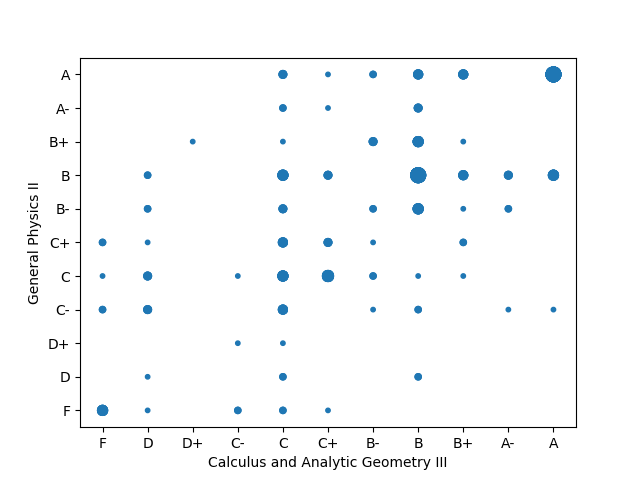 General Physics II
A
A-
B+
B
B-
C+
C
C-
D+
D
F
F D D+ C- C C+ B- B B+ A- A
Calculus and Analytic Geometry III